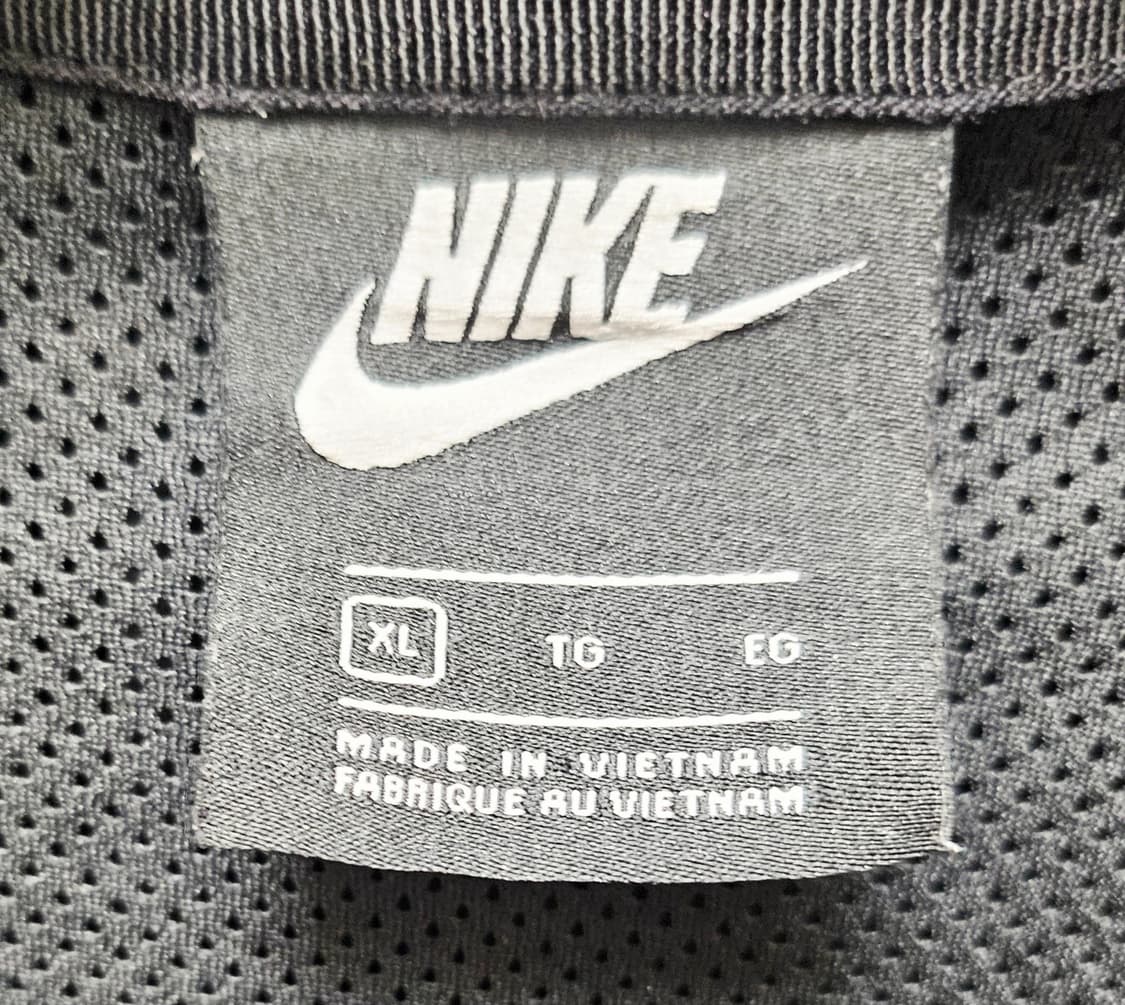 NIKE
XL TG EG
MADE IN VIETNAM
FABRIQUE AU VIETNAM